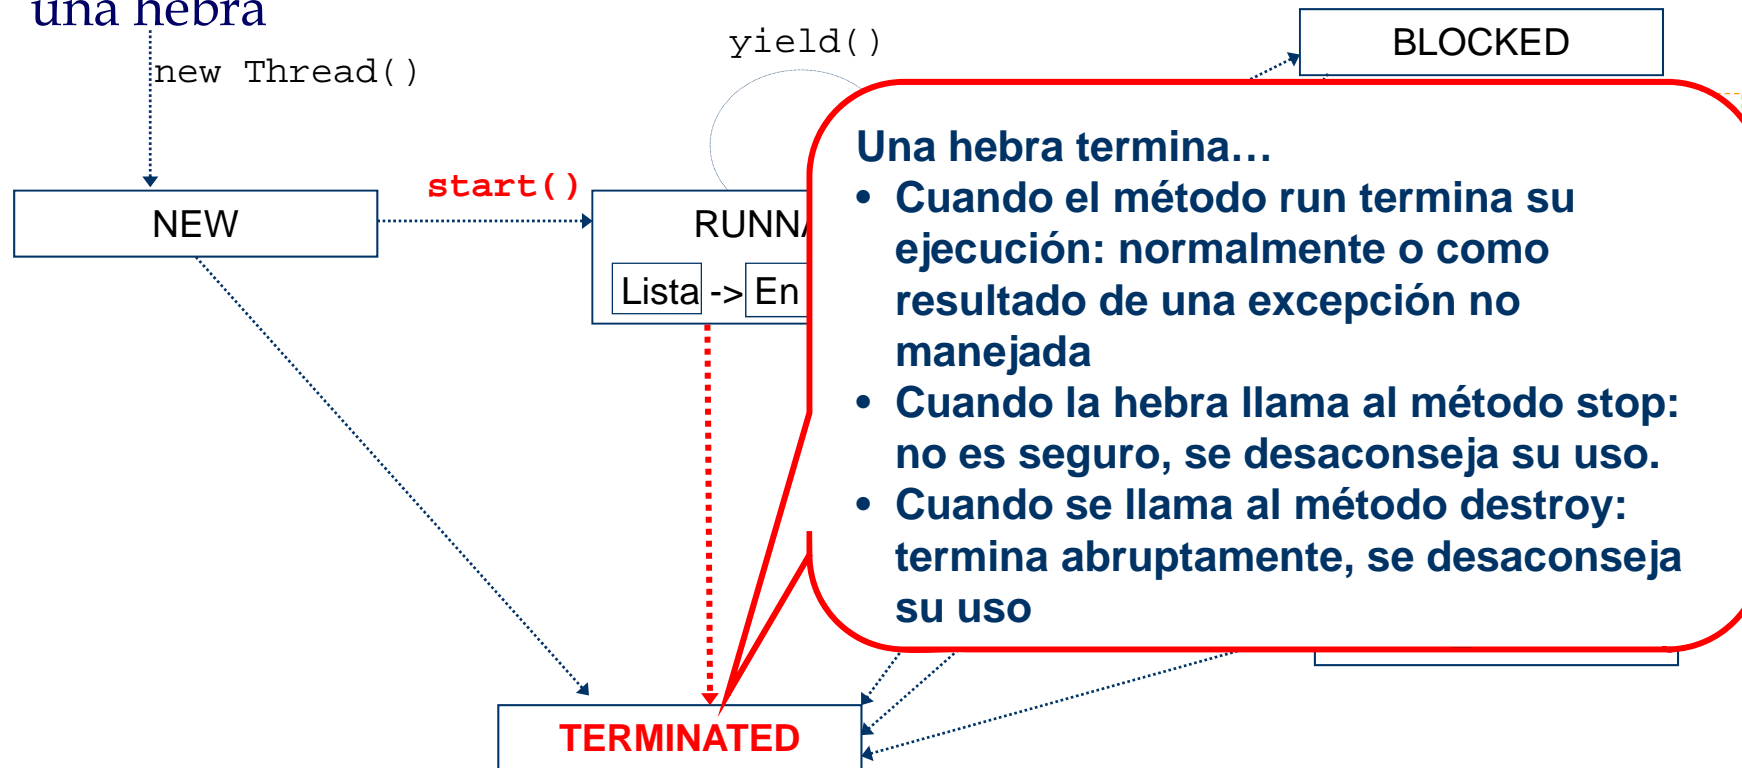 una hebra
new Thread()
yield()
BLOCKED
start()
NEW
Lista -> En
Una hebra termina…
• Cuando el método run termina su
ejecución: normalmente o como
resultado de una excepción no
manejada
• Cuando la hebra llama al método stop:
no es seguro, se desaconseja su uso.
• Cuando se llama al método destroy:
termina abruptamente, se desaconseja
su uso
TERMINATED